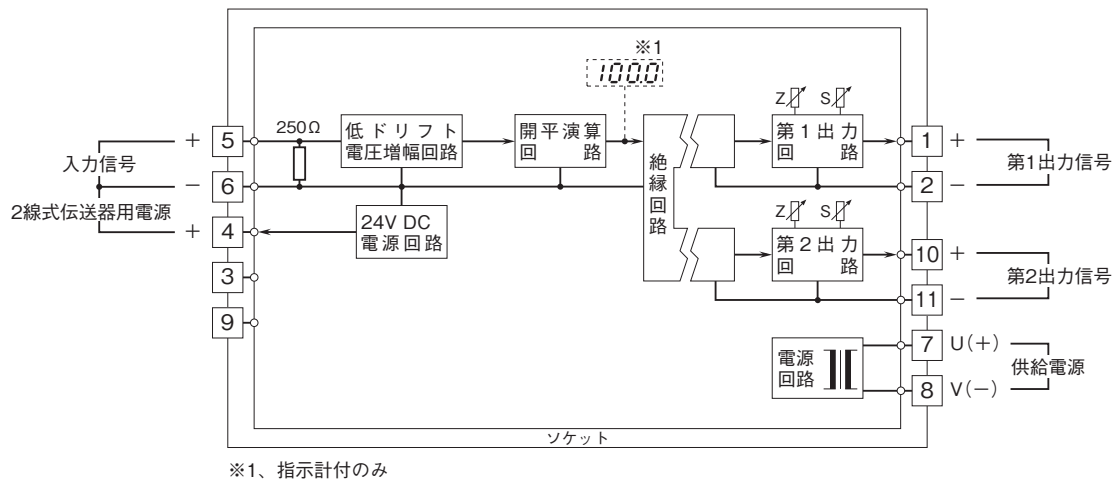 ※1
100.0
Z S
250Ω
低ドリフト
電圧増幅回路
開平演算
回 路
絶縁回路
第1出力
回 路
+ 5
入力信号
− 6
2線式伝送器用電源
+ 4
24V DC
電源回路
3
9
1 +
第1出力信号
2 −
Z S
第2出力
回 路
10 +
第2出力信号
11 −
電源
回路
7 U(+)
供給電源
8 V(−)
ソケット
※1、指示計付のみ